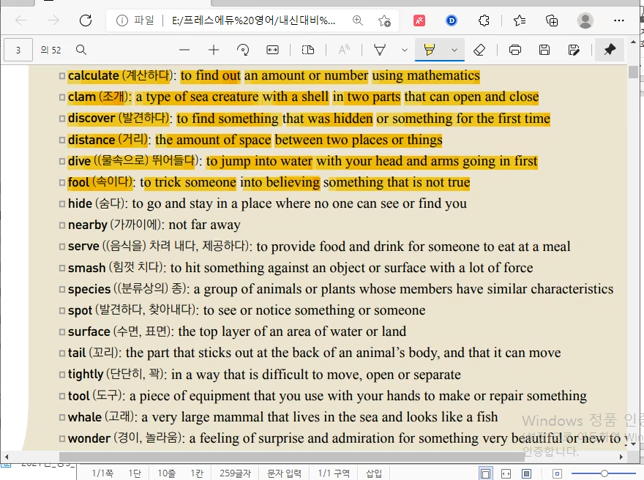 파일 E:/프레스에듀%20영어/내신대비%...
3 의 52
calculate (계산하다): to find out an amount or number using mathematics
clam (조개): a type of sea creature with a shell in two parts that can open and close
discover (발견하다): to find something that was hidden or something for the first time
distance (거리): the amount of space between two places or things
dive ((물속으로) 뛰어들다): to jump into water with your head and arms going in first
fool (속이다): to trick someone into believing something that is not true
hide (숨다): to go and stay in a place where no one can see or find you
nearby (가까이에): not far away
serve ((음식을) 차려 내다, 제공하다): to provide food and drink for someone to eat at a meal
smash (힘껏 치다): to hit something against an object or surface with a lot of force
species ((분류상의) 종): a group of animals or plants whose members have similar characteristics
spot (발견하다, 찾아내다): to see or notice something or someone
surface (수면, 표면): the top layer of an area of water or land
tail (꼬리): the part that sticks out at the back of an animal's body, and that it can move
tightly (단단히, 꽉): in a way that is difficult to move, open or separate
tool (도구): a piece of equipment that you use with your hands to make or repair something
whale (고래): a very large mammal that lives in the sea and looks like a fish
Windows 정품 인증
wonder (경이, 놀라움): a feeling of surprise and admiration for something very beautiful or new to
인증합니다.
1/1쪽 1단 10줄 1칸 259글자 문자 입력 1/1 구역 삽입